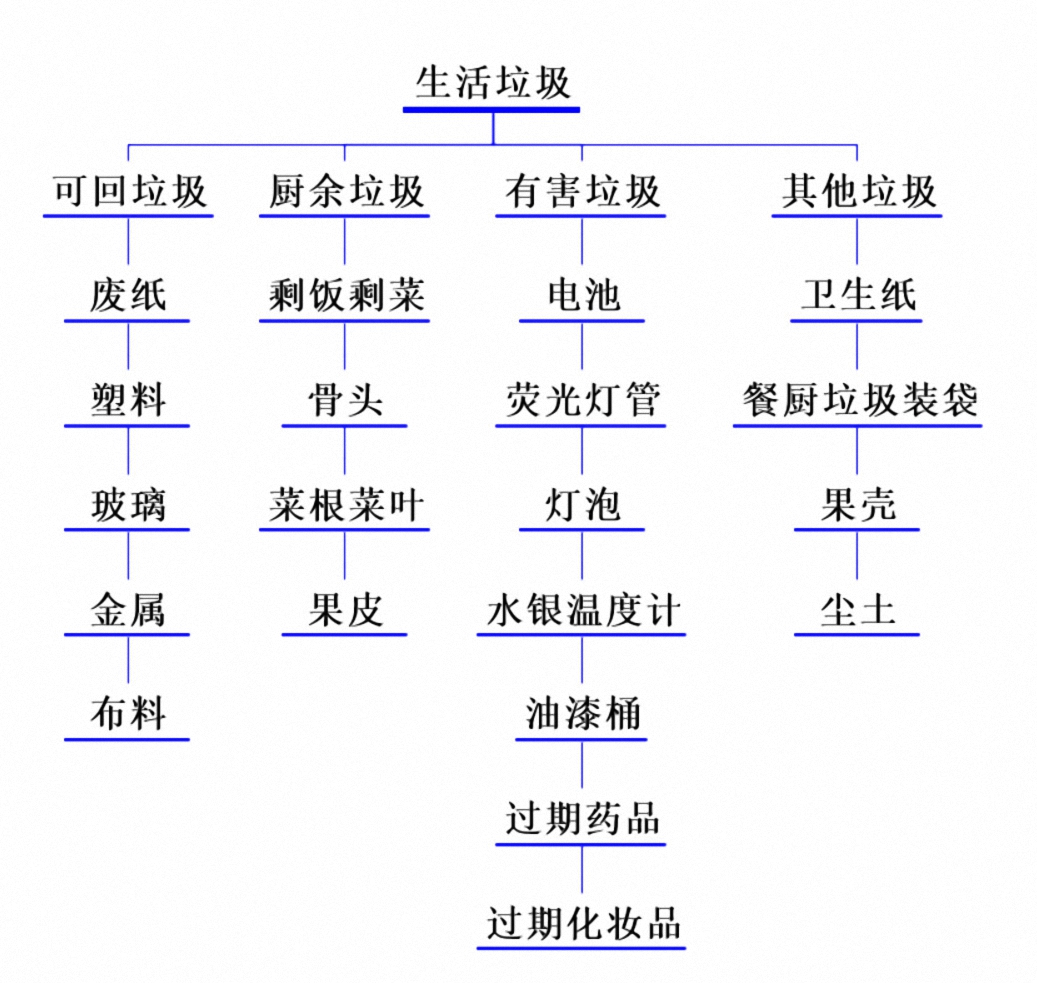 生活垃圾
可回垃圾
厨余垃圾
有害垃圾
其他垃圾
废纸
剩饭剩菜
电池
卫生纸
塑料
骨头
荧光灯管
餐厨垃圾装袋
玻璃
菜根菜叶
灯泡
果壳
金属
果皮
水银温度计
尘土
布料
油漆桶
过期药品
过期化妆品